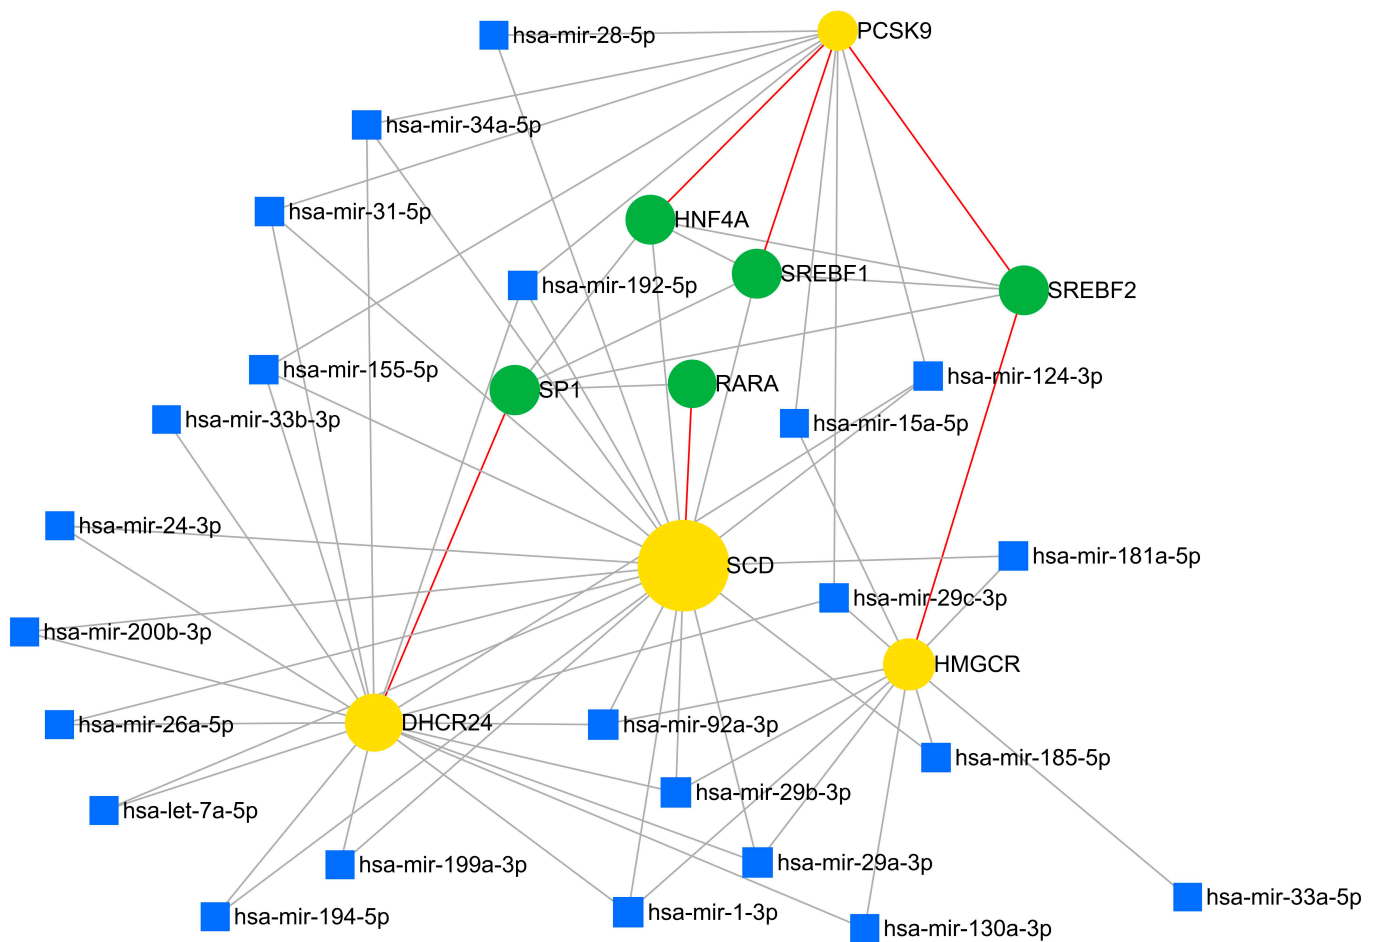 PCSK9
hsa-mir-28-5p
hsa-mir-34a-5p
hsa-mir-31-5p
HNF4A
SREBF1
hsa-mir-192-5p
SREBF2
hsa-mir-155-5p
SP1
RARA
hsa-mir-124-3p
hsa-mir-33b-3p
hsa-mir-15a-5p
hsa-mir-24-3p
hsa-mir-181a-5p
SCD
hsa-mir-29c-3p
hsa-mir-200b-3p
HMGCR
DHCR24
hsa-mir-26a-5p
hsa-mir-92a-3p
hsa-mir-185-5p
hsa-mir-29b-3p
hsa-let-7a-5p
hsa-mir-199a-3p
hsa-mir-29a-3p
hsa-mir-33a-5p
hsa-mir-194-5p
hsa-mir-1-3p
hsa-mir-130a-3p